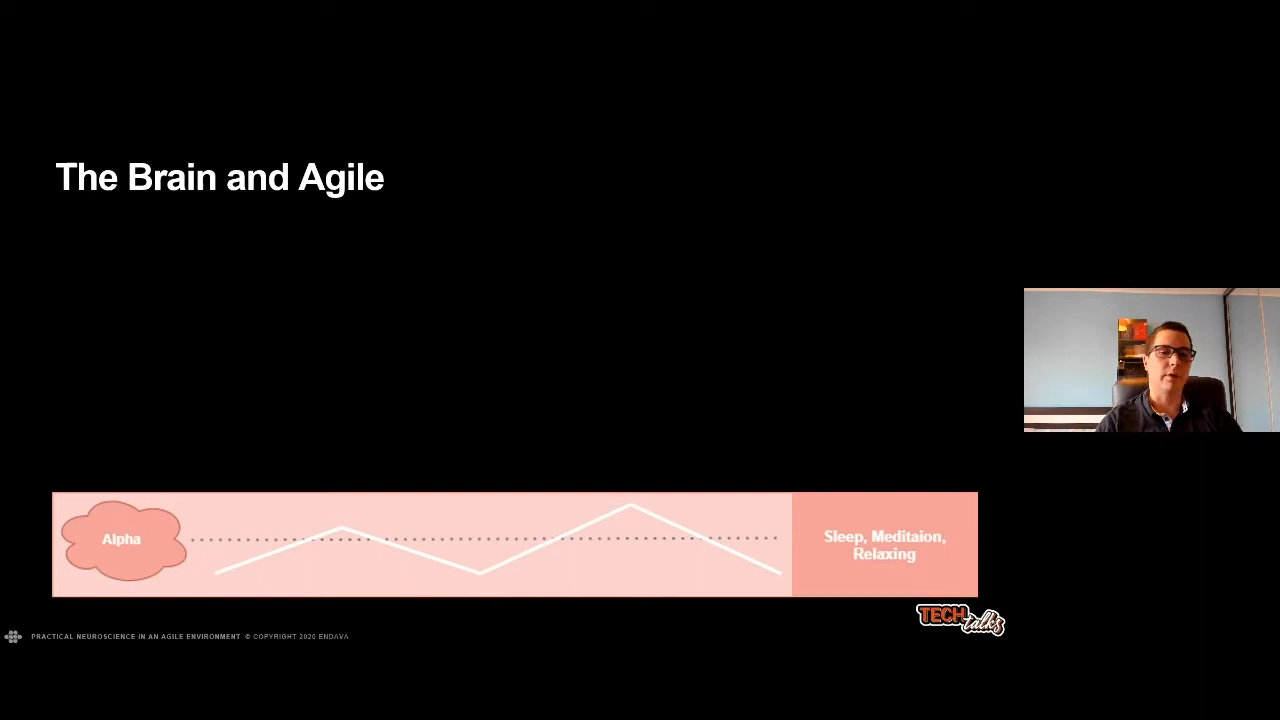 The Brain and Agile
Alpha
Sleep, Meditaion,
Relaxing
TECH
talks
PRACTICAL NEUROSCIENCE IN AN AGILE ENVIRONMENT © COPYRIGHT 2020 ENDAVA